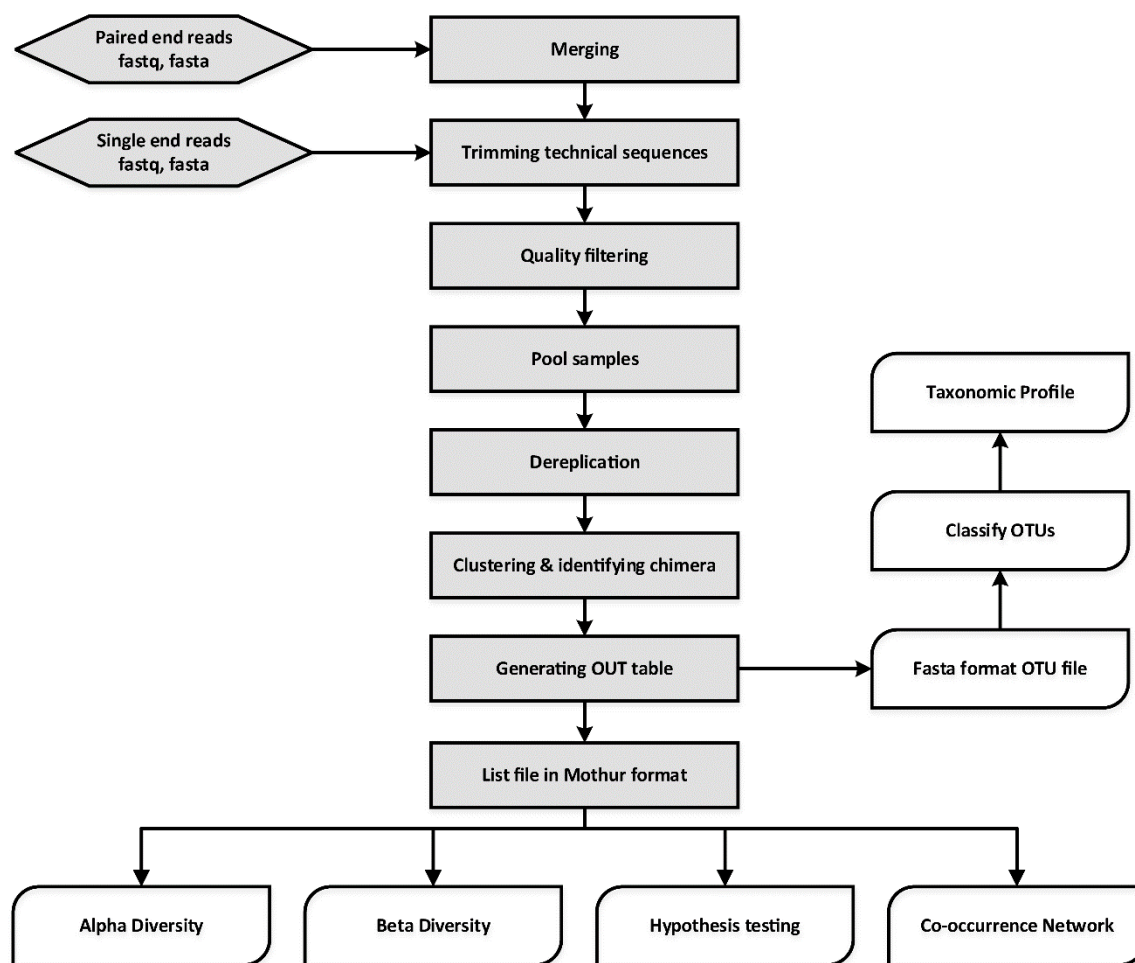 Paired end reads
fastq, fasta
Merging
Single end reads
fastq, fasta
Trimming technical sequences
Quality filtering
Pool samples
Taxonomic Profile
Dereplication
Classify OTUs
Clustering & identifying chimera
Generating OUT table
Fasta format OTU file
List file in Mothur format
Alpha Diversity
Beta Diversity
Hypothesis testing
Co-occurrence Network